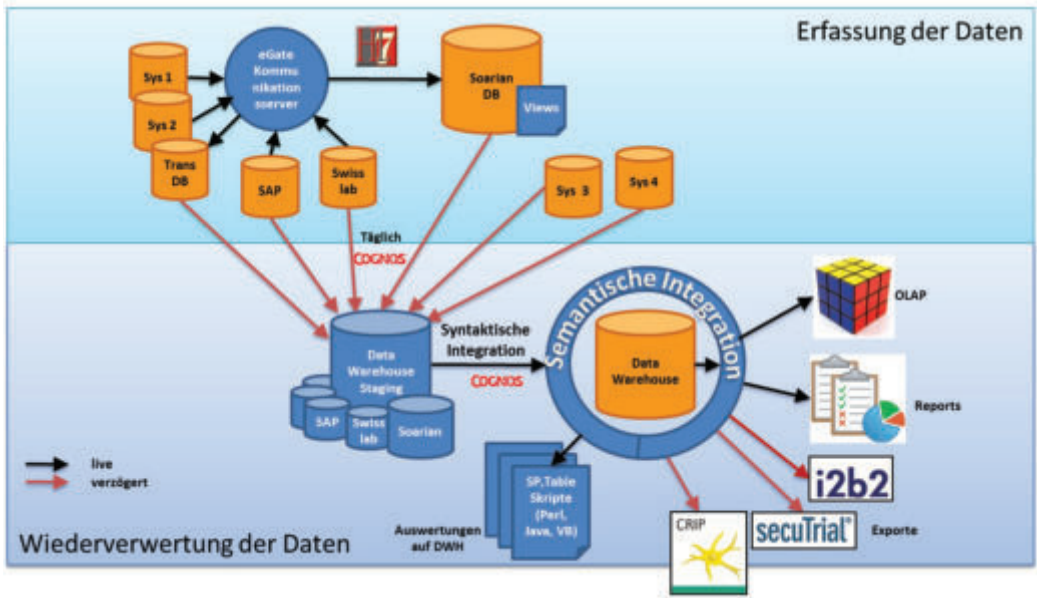 Erfassung der Daten
eGate
Kommu
nikation
sserver
H7
Sys 1
Sys 2
Trans
DB
SAP
Swiss
lab
Soarian
DB
Views
Sys 3
Sys 4
Täglich
COGNOS
Data
Warehouse
Staging
SAP
Swiss
lab
Soarian
Syntaktische
Integration
COGNOS
Semantische Integration
Data
Warehouse
OLAP
Reports
i2b2
secuTrial®
Exporte
CRIP
SP,Table
Skripte
(Perl,
Java, VB)
Auswertungen
auf DWH
live
verzögert
Wiederverwertung der Daten